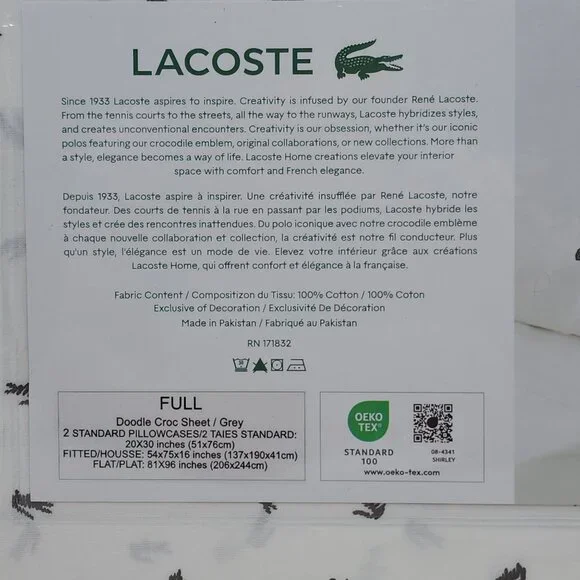 LACOSTE
Since 1933 Lacoste aspires to inspire. Creativity is infused by our founder René Lacoste.
From the tennis courts to the streets, all the way to the runways, Lacoste hybridizes styles,
and creates unconventional encounters. Creativity is our obsession, whether it's our iconic
polos featuring our crocodile emblem, original collaborations, or new collections. More than
a style, elegance becomes a way of life. Lacoste Home creations elevate your interior
space with comfort and French elegance.
Depuis 1933, Lacoste aspire à inspirer. Une créativité insufflée par René Lacoste, notre
fondateur. Des courts de tennis à la rue en passant par les podiums, Lacoste hybride les
styles et crée des rencontres inattendues. Du polo iconique avec notre crocodile emblème
à chaque nouvelle collaboration et collection, la créativité est notre fil conducteur. Plus
qu'un style, l'élégance est un mode de vie. Elevez votre intérieur grâce aux créations
Lacoste Home, qui offrent confort et élégance à la française.
Fabric Content / Compositizon du Tissu: 100% Cotton / 100% Coton
Exclusive of Decoration / Exclusivité De Décoration
Made in Pakistan / Fabriqué au Pakistan
RN 171832
FULL
Doodle Croc Sheet / Grey
2 STANDARD PILLOWCASES/2 TAIES STANDARD:
20X30 inches (51x76cm)
FITTED/HOUSSE: 54x75x16 inches (137x190x41cm)
FLAT/PLAT: 81X96 inches (206x244cm)
OEKO
TEX®
STANDARD
100
08-4341
SHIRLEY
www.oeko-tex.com